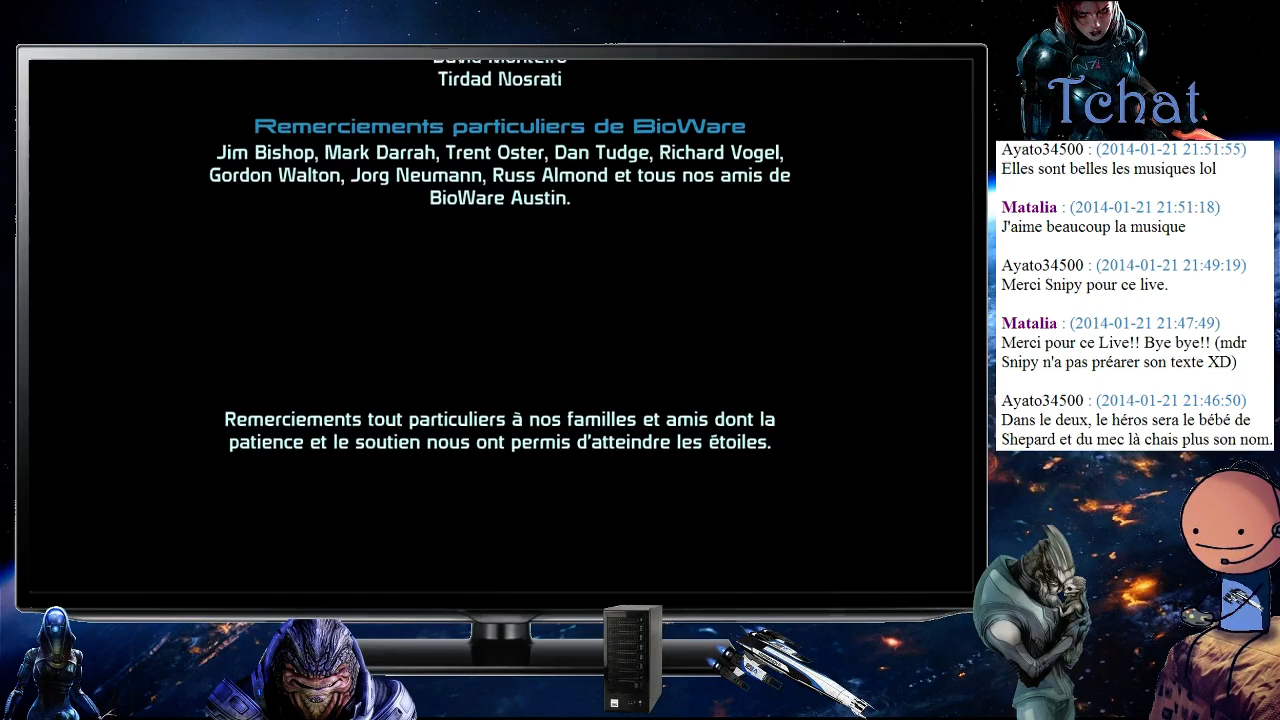 Tirdad Nosrati
Remerciements particuliers de BioWare
Jim Bishop, Mark Darrah, Trent Oster, Dan Tudge, Richard Vogel,
Gordon Walton, Jorg Neumann, Russ Almond et tous nos amis de
BioWare Austin.
Remerciements tout particuliers à nos familles et amis dont la
patience et le soutien nous ont permis d'atteindre les étoiles.
N7
Tchat
Ayato34500 : (2014-01-21 21:51:55)
Elles sont belles les musiques lol
Matalia : (2014-01-21 21:51:18)
J'aime beaucoup la musique
Ayato34500 : (2014-01-21 21:49:19)
Merci Snipy pour ce live.
Matalia : (2014-01-21 21:47:49)
Merci pour ce Live!! Bye bye!! (mdr
Snipy n'a pas préarer son texte XD)
Ayato34500 : (2014-01-21 21:46:50)
Dans le deux, le héros sera le bébé de
Shepard et du mec là chais plus son nom.